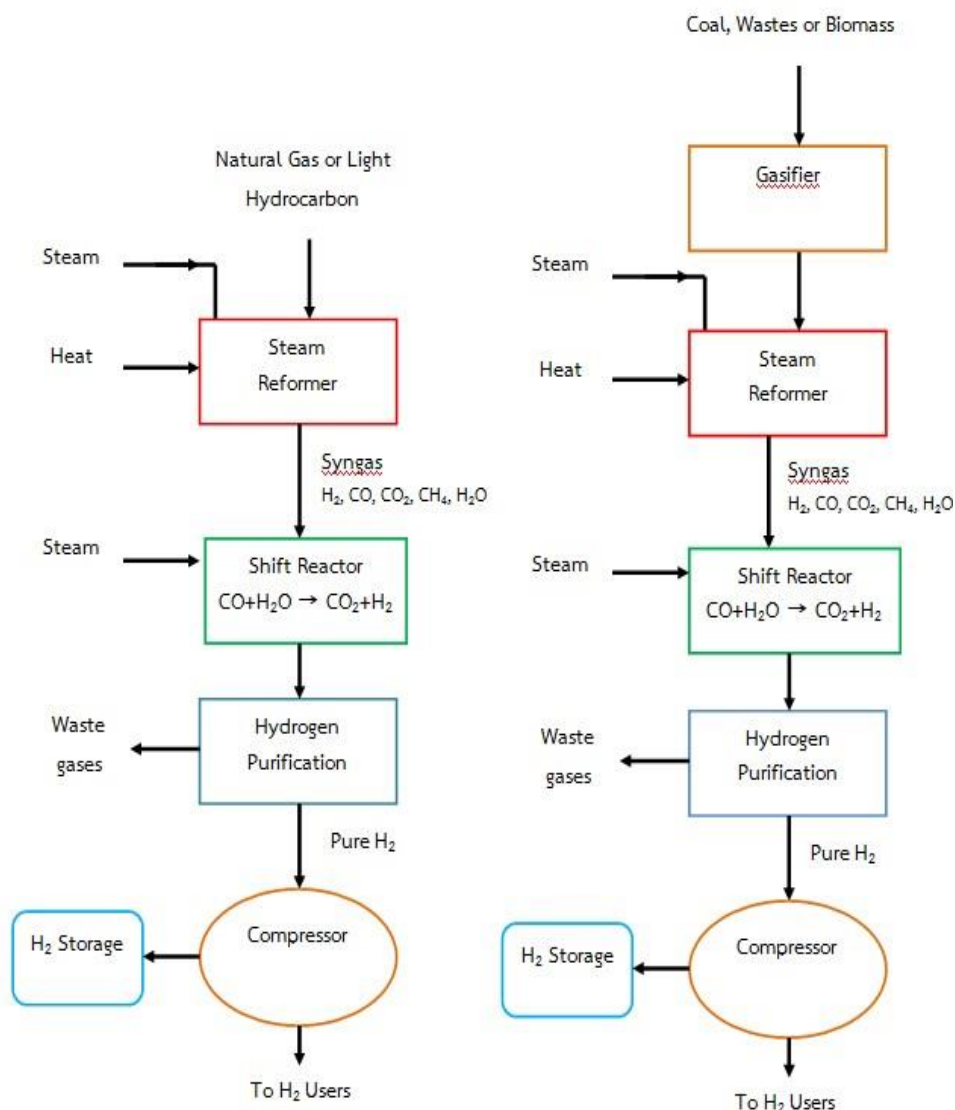 Natural Gas or Light
Hydrocarbon
Steam
Heat
Steam
Reformer
Syngas
H₂, CO, CO₂, CH₄, H₂O
Steam
Shift Reactor
CO+H₂O → CO₂+H₂
Waste
gases
Hydrogen
Purification
Pure H₂
H₂ Storage
Compressor
To H₂ Users
Coal, Wastes or Biomass
Gasifier
Steam
Heat
Steam
Reformer
Syngas
H₂, CO, CO₂, CH₄, H₂O
Steam
Shift Reactor
CO+H₂O → CO₂+H₂
Waste
gases
Hydrogen
Purification
Pure H₂
H₂ Storage
Compressor
To H₂ Users